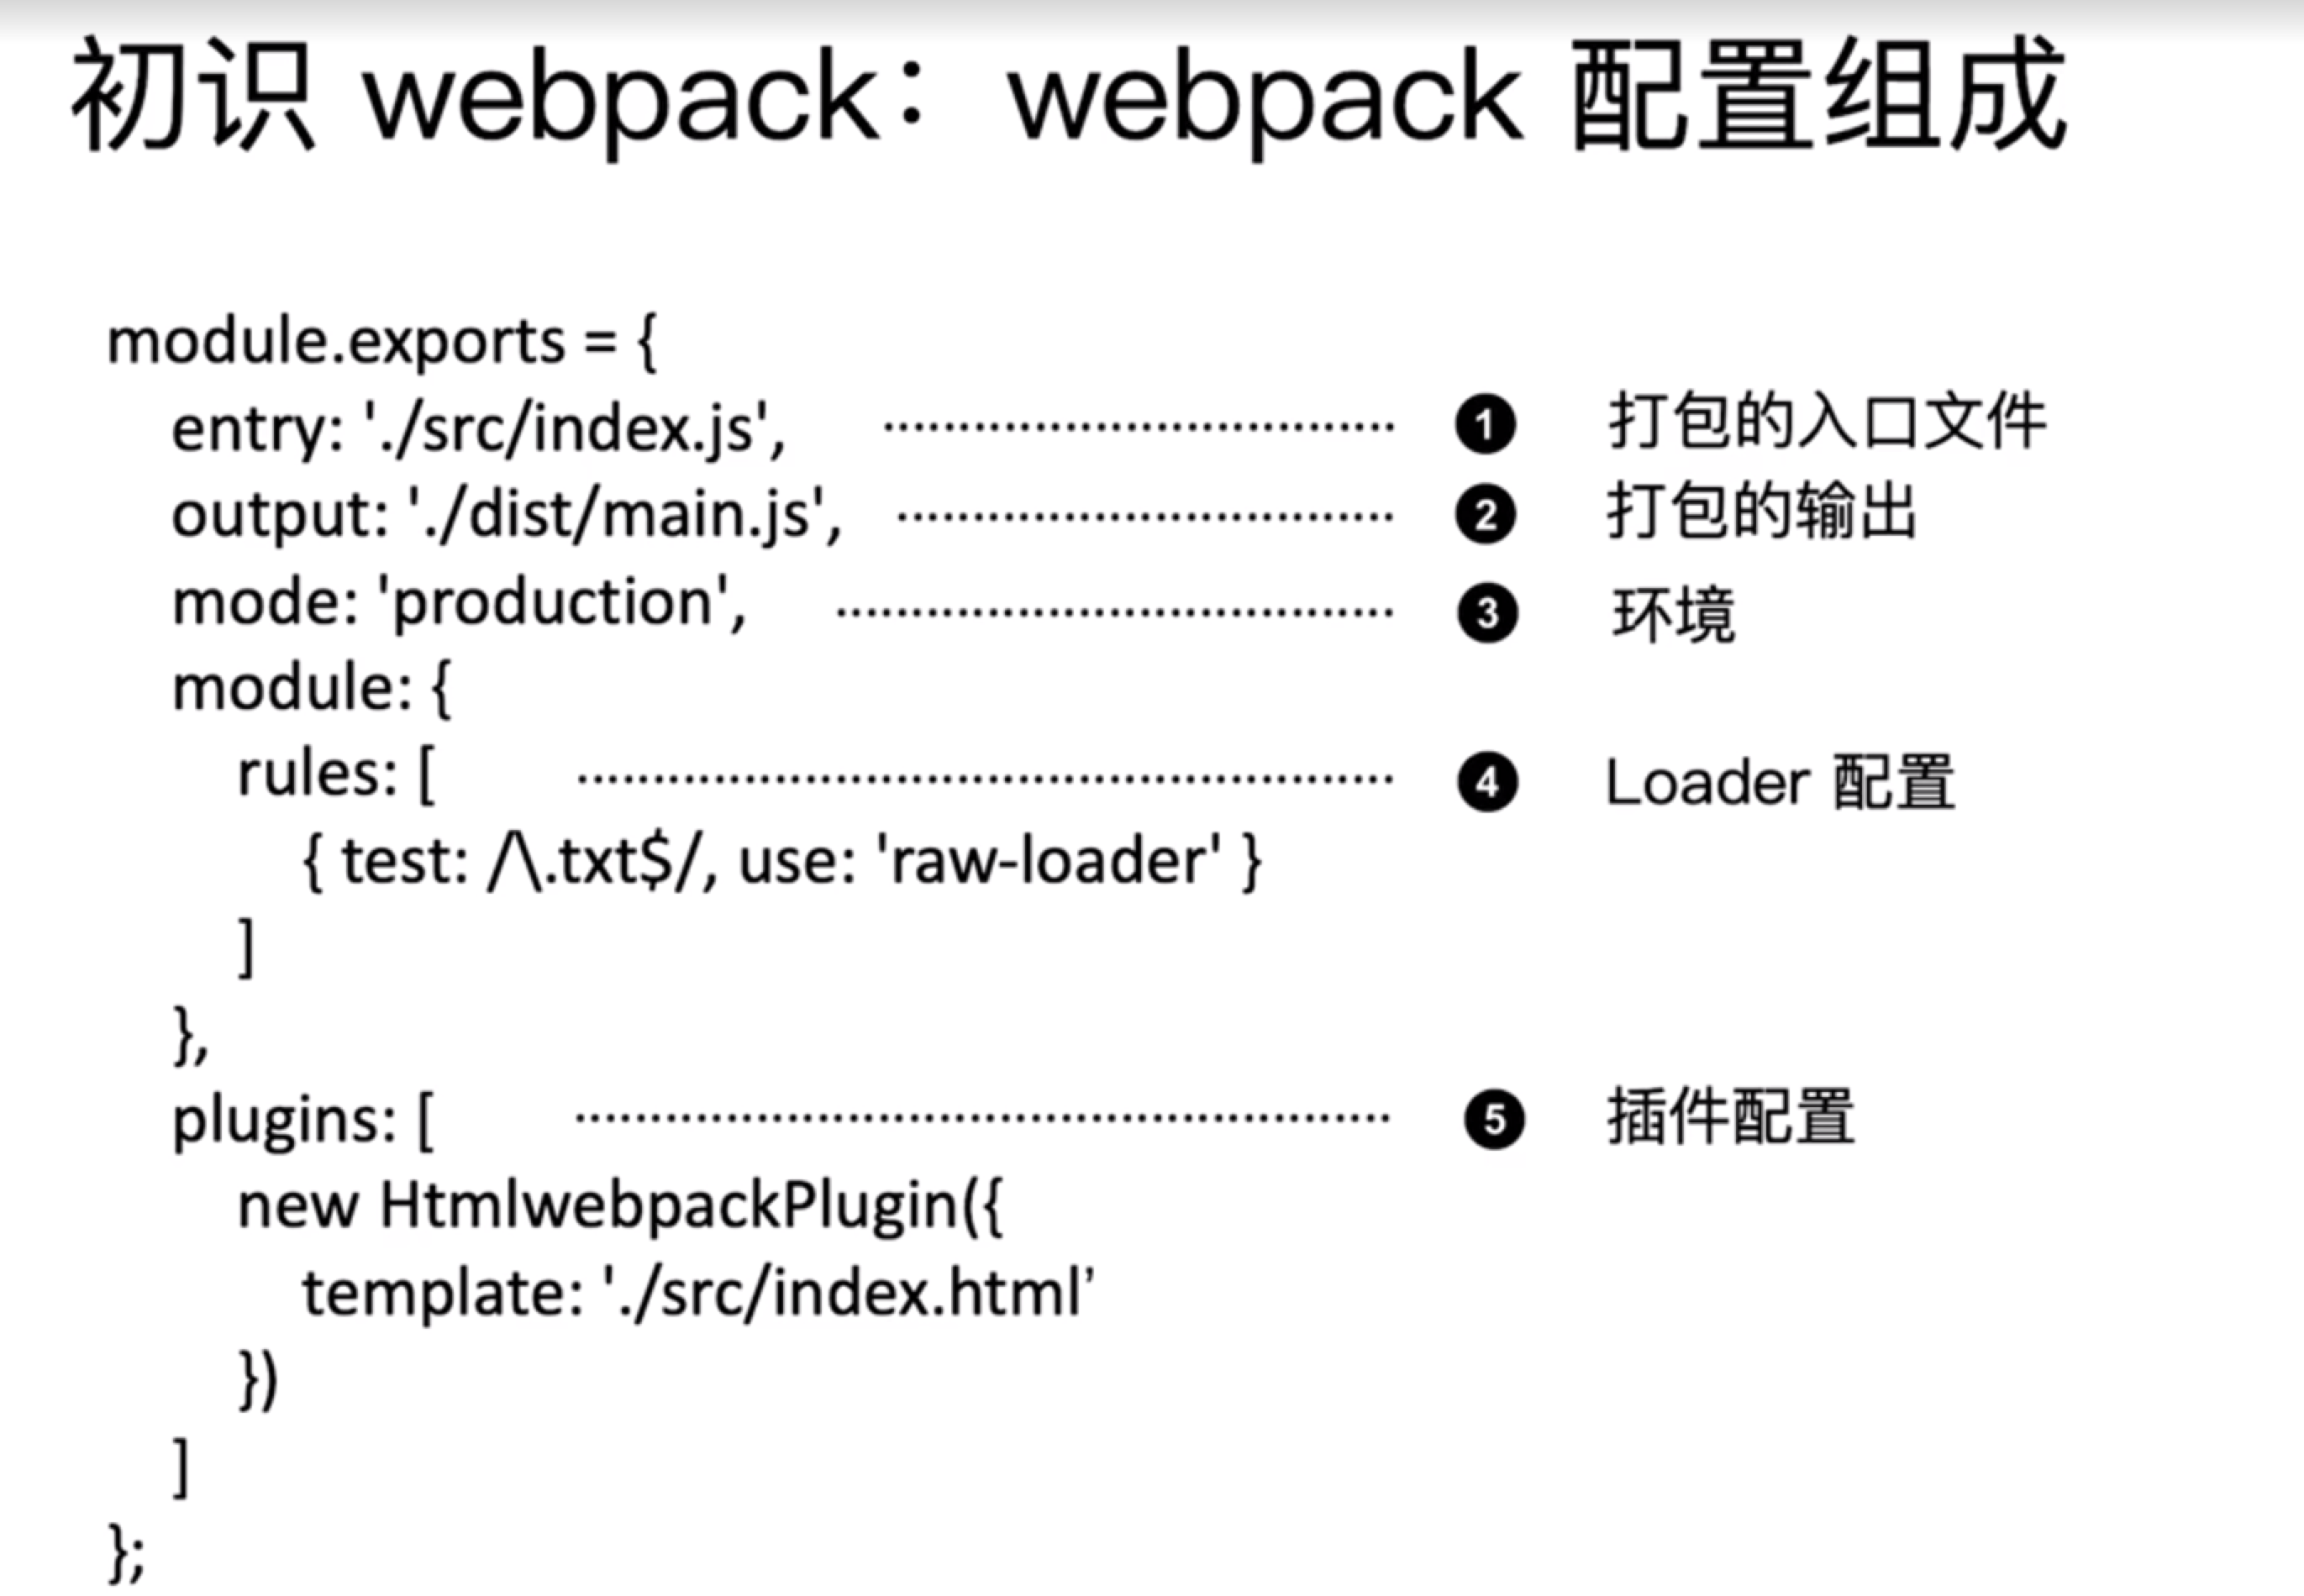 初识 webpack：webpack 配置组成
module.exports = {
entry: './src/index.js', ································ ❶ 打包的入口文件
output: './dist/main.js', ································ ❷ 打包的输出
mode: 'production', ································ ❸ 环境
module: {
rules: [ ································ ❹ Loader 配置
{ test: /\.txt$/, use: 'raw-loader' }
]
},
plugins: [ ································ ❺ 插件配置
new HtmlwebpackPlugin({
template: './src/index.html’
})
]
};